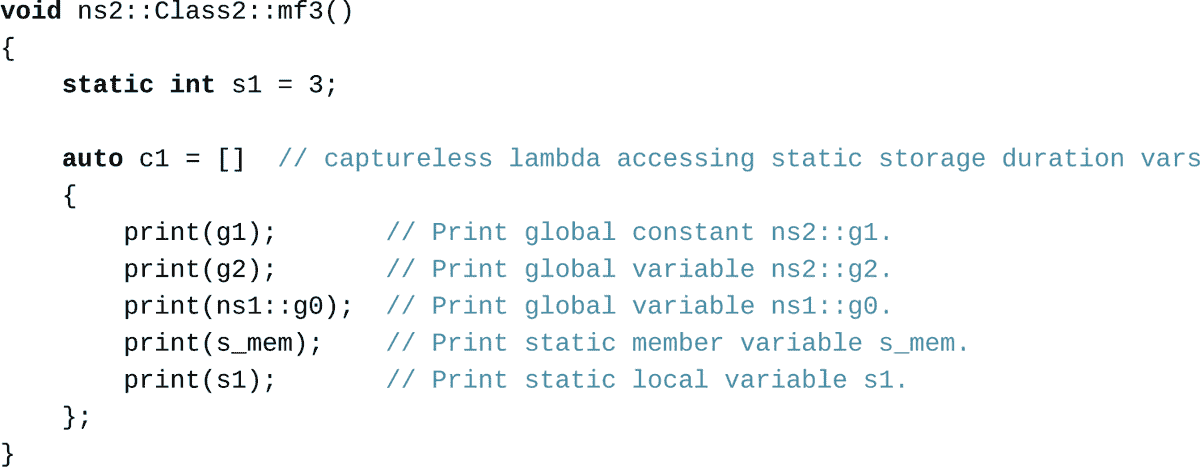 void ns2::Class2::mf3()
{
    static int s1 = 3;

    auto c1 = []  // captureless lambda accessing static storage duration vars
    {
        print(g1);       // Print global constant ns2::g1.
        print(g2);       // Print global variable ns2::g2.
        print(ns1::g0);  // Print global variable ns1::g0.
        print(s_mem);    // Print static member variable s_mem.
        print(s1);       // Print static local variable s1.
    };
}